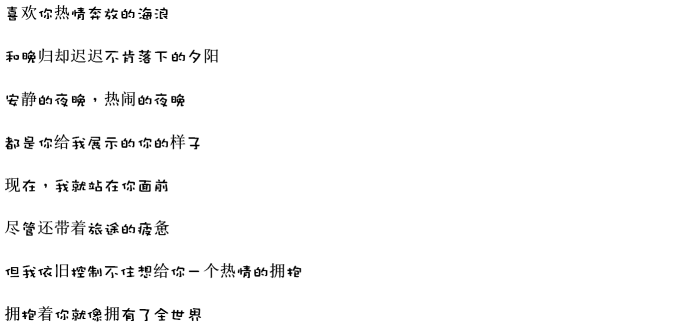 喜欢你热情奔放的海浪
和晚归却迟迟不肯落下的夕阳
安静的夜晚，热闹的夜晚
都是你给我展示的你的样子
现在，我就站在你面前
尽管还带着旅途的疲惫
但我依旧控制不住想给你一个热情的拥抱
拥抱着你就像拥有了全世界